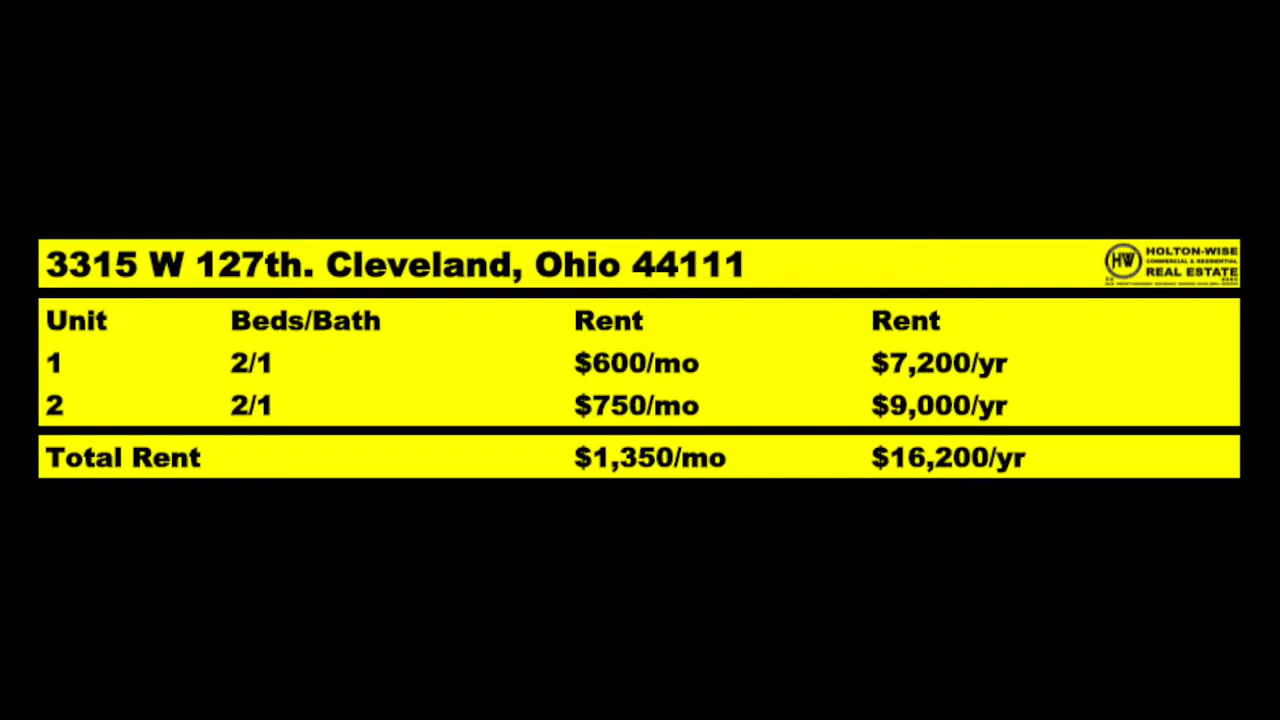 3315 W 127th. Cleveland, Ohio 44111
HW
HOLTON-WISE
COMMERCIAL & RESIDENTIAL
REAL ESTATE
Unit Beds/Bath Rent Rent
1 2/1 $600/mo $7,200/yr
2 2/1 $750/mo $9,000/yr
Total Rent $1,350/mo $16,200/yr